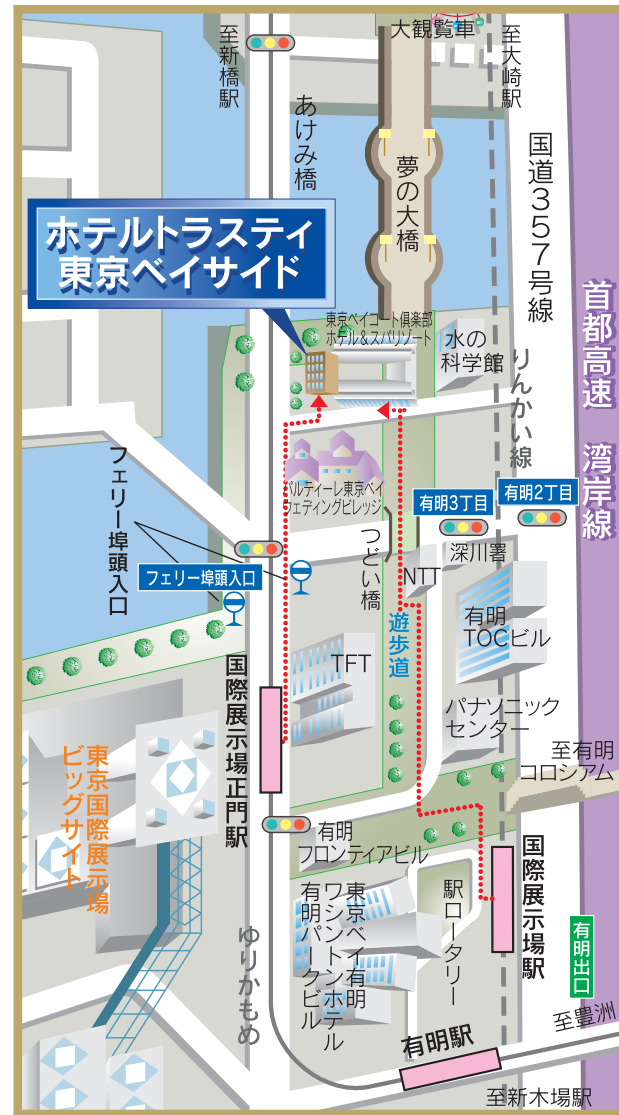 至新橋駅
大観覧車
至大崎駅
あけみ橋
夢の大橋
国道357号線
首都高速 湾岸線
ホテルトラスティ
東京ベイサイド
東京ベイコート倶楽部
ホテル&スパリゾート
水の
科学館
りんかい線
パルティーレ東京ベイ
ウェディングビレッジ
フェリー埠頭入口
フェリー埠頭入口
つどい橋
有明3丁目
有明2丁目
深川署
NTT
有明
TOCビル
遊歩道
TFT
パナソニック
センター
至有明
コロシアム
国際展示場正門駅
東京国際展示場
ビッグサイト
有明
フロンティアビル
東京ベイ有明
ワシントンホテル
有明パークビル
駅ロータリー
国際展示場駅
有明出口
ゆりかもめ
有明駅
至豊洲
至新木場駅